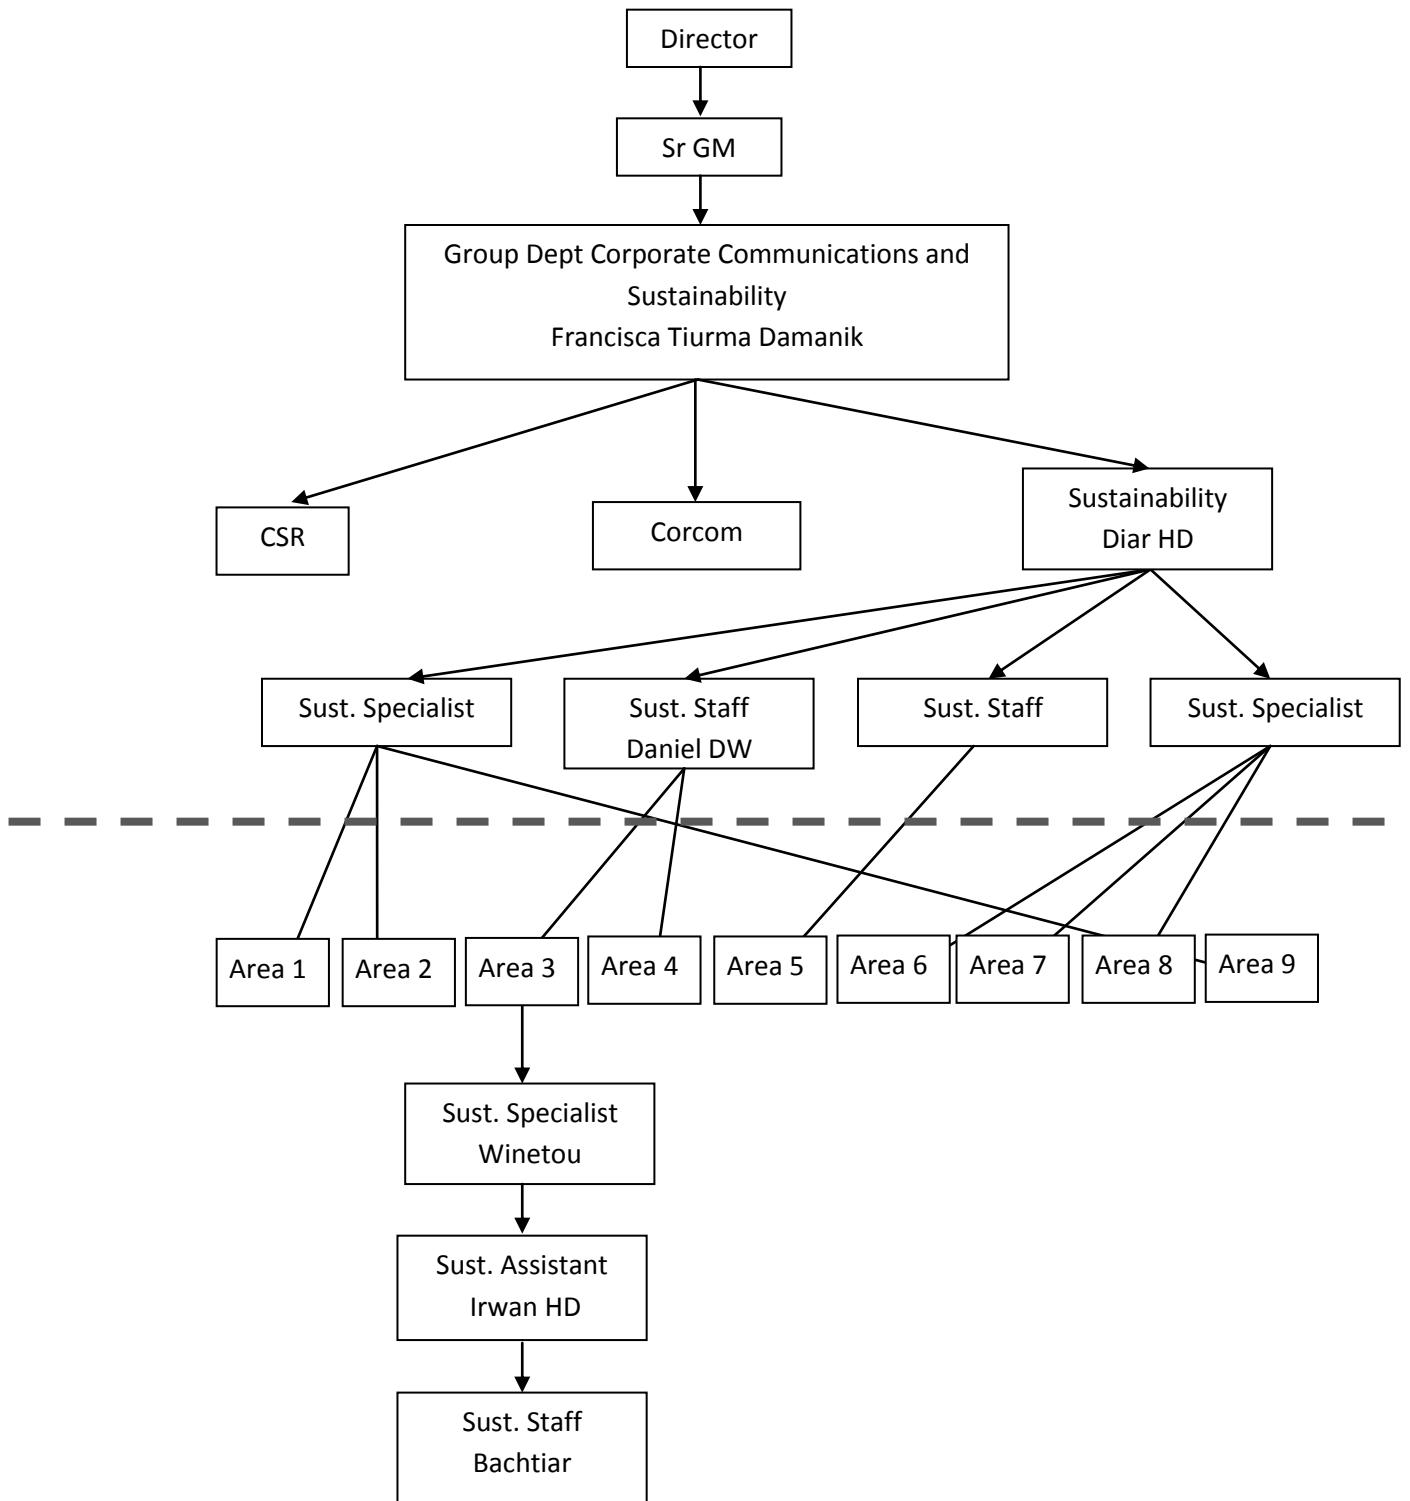 Director
Sr GM
Group Dept Corporate Communications and
Sustainability
Francisca Tiurma Damanik
CSR
Corcom
Sustainability
Diar HD
Sust. Specialist
Sust. Staff
Daniel DW
Sust. Staff
Sust. Specialist
Area 1
Area 2
Area 3
Area 4
Area 5
Area 6
Area 7
Area 8
Area 9
Sust. Specialist
Winetou
Sust. Assistant
Irwan HD
Sust. Staff
Bachtiar